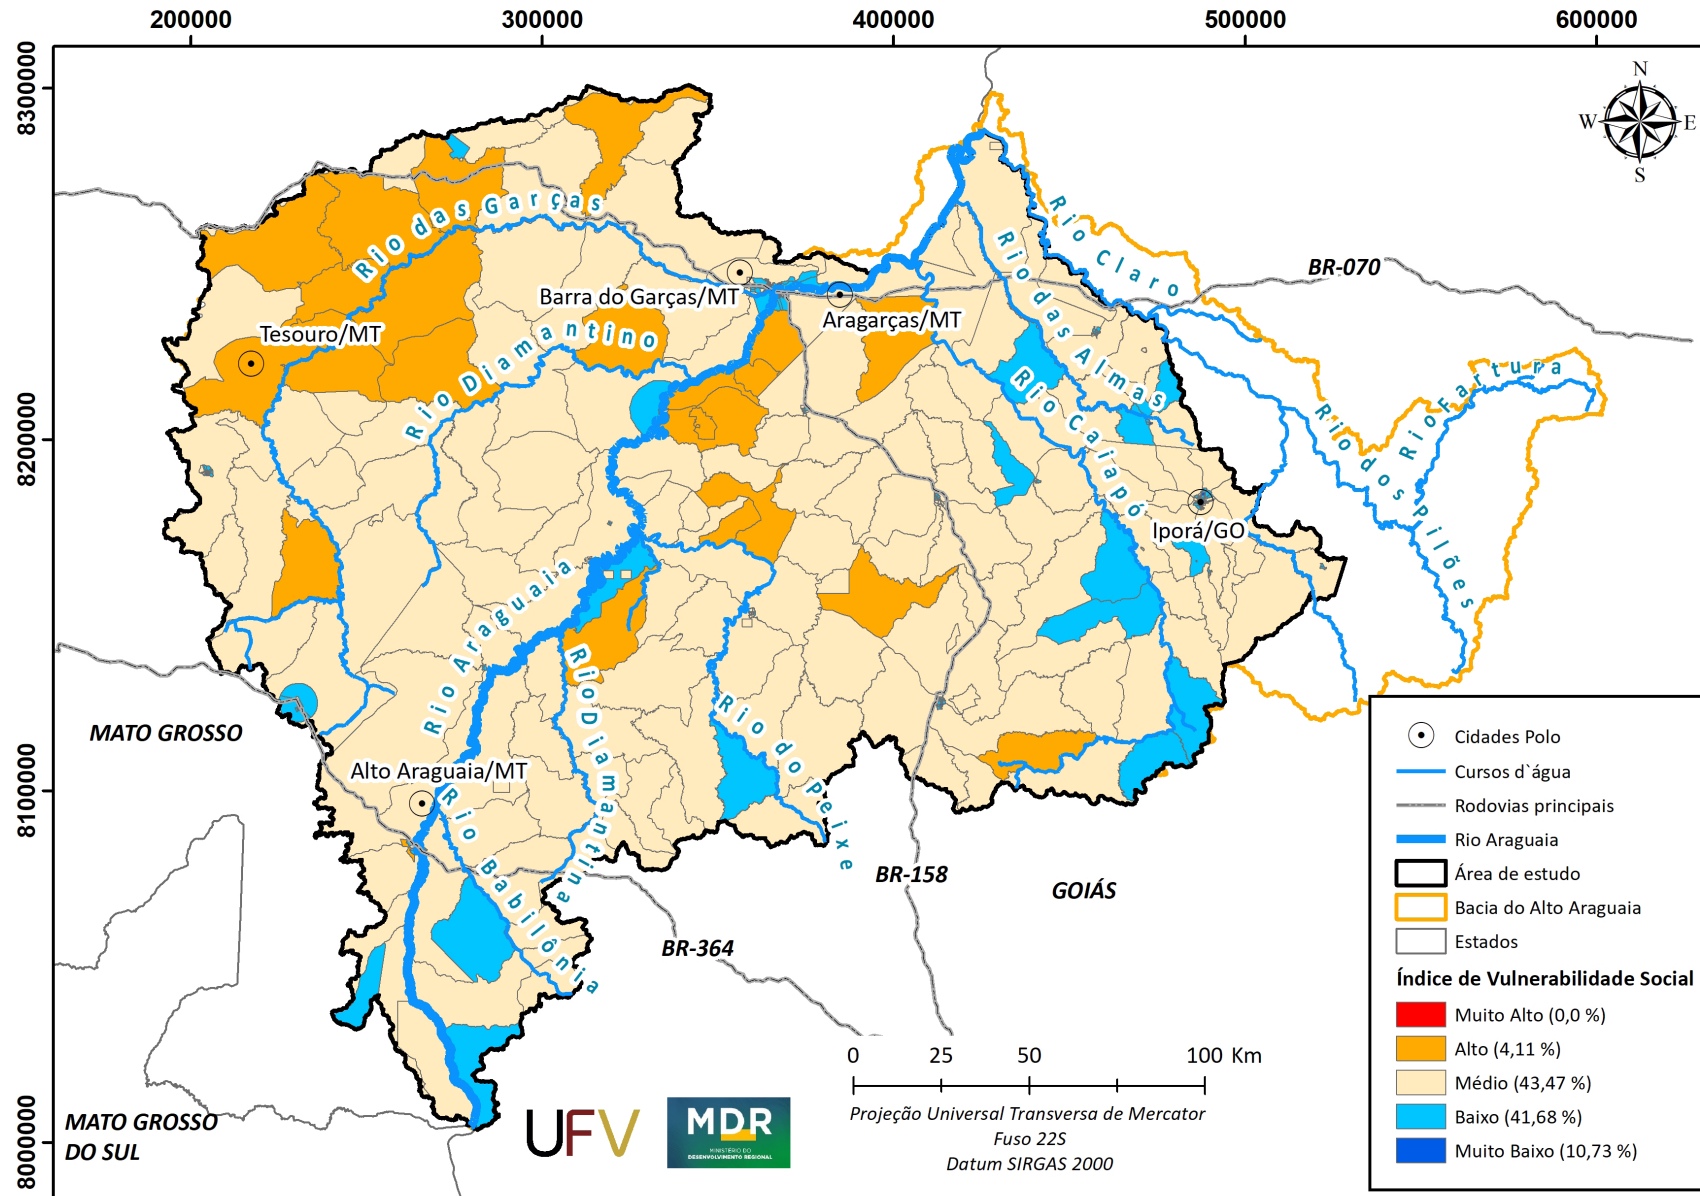 200000
300000
400000
500000
600000
8300000
8200000
8100000
8000000
N
W
E
S
Rio das Garças
Rio Claro
BR-070
Barra do Garças/MT
Aragarças/MT
Tesouro/MT
Rio Diamantino
Rio das Almas
Rio Caiapó
Rio Fartura
Rio dos Pilões
Iporá/GO
Rio Araguaia
Rio Diamantina
Rio do Peixe
MATO GROSSO
Alto Araguaia/MT
Rio Babilônia
BR-158
GOIÁS
BR-364
MATO GROSSO
DO SUL
UFV
MDR
MINISTÉRIO DO
DESENVOLVIMENTO REGIONAL
0 25 50 100 Km
Projeção Universal Transversa de Mercator
Fuso 22S
Datum SIRGAS 2000
Cidades Polo
Cursos d`água
Rodovias principais
Rio Araguaia
Área de estudo
Bacia do Alto Araguaia
Estados
Índice de Vulnerabilidade Social
Muito Alto (0,0 %)
Alto (4,11 %)
Médio (43,47 %)
Baixo (41,68 %)
Muito Baixo (10,73 %)